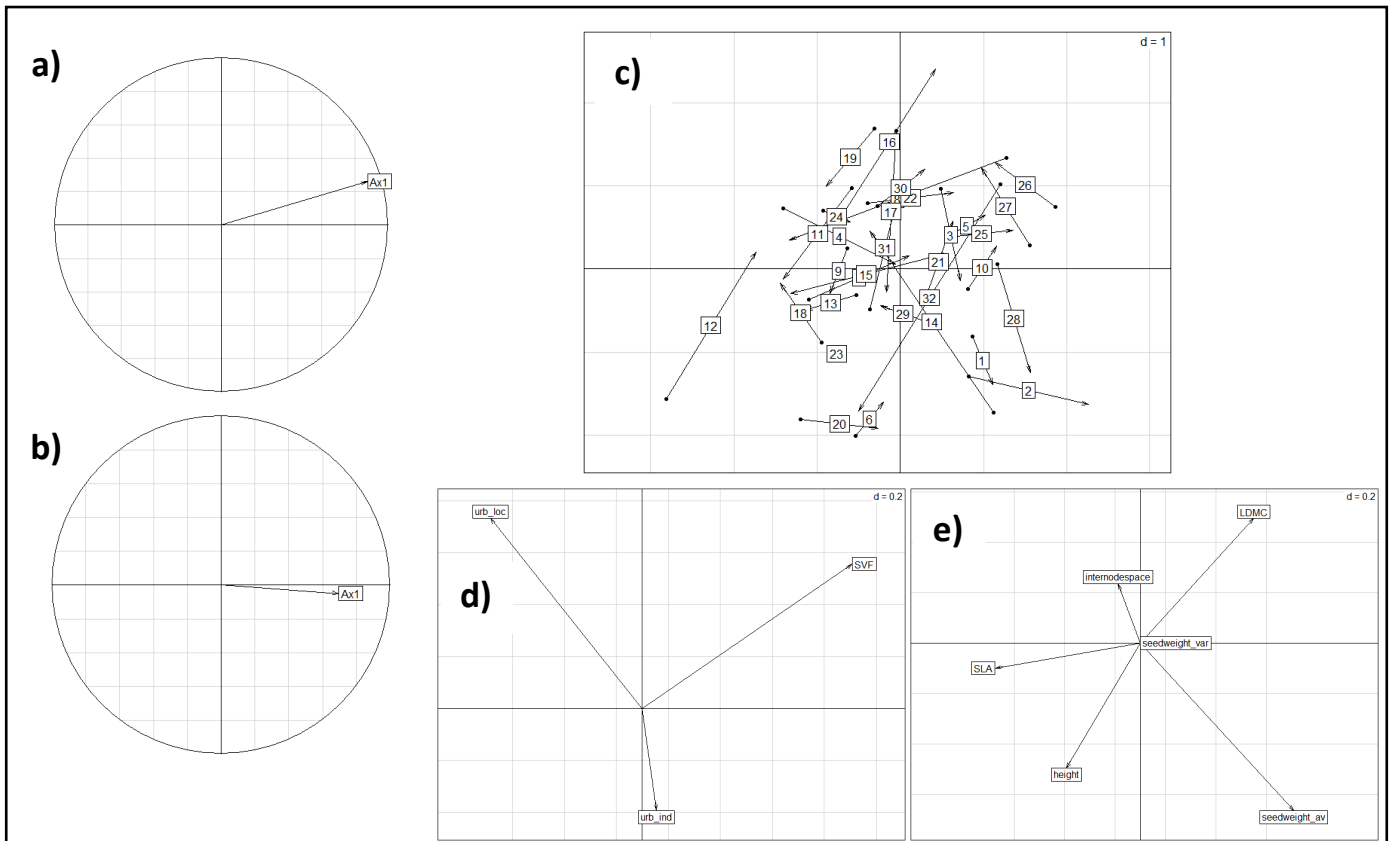 a)
Ax1
b)
Ax1
c)
d = 1
16
19
30
26
8
22
24
17
27
11
4
3
5
25
31
9
15
21
10
13
32
18
29
14
12
28
23
1
2
20
6
d)
d = 0.2
urb_loc
SVF
urb_ind
e)
d = 0.2
LDMC
internodespace
seedweight_var
SLA
height
seedweight_av